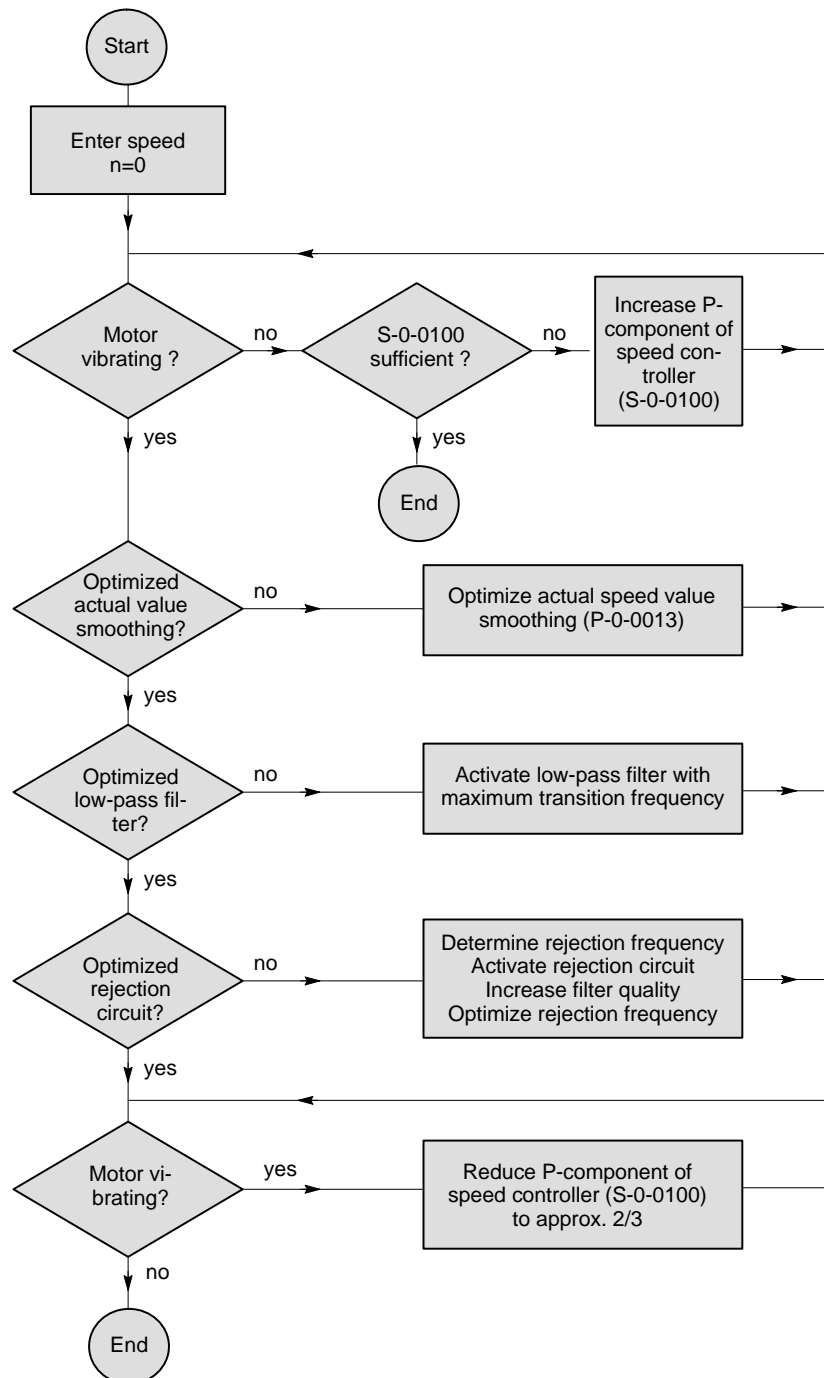 Start
Enter speed
n=0
Motor
vibrating ?
no
S-0-0100
sufficient ?
no
Increase P-
component of
speed con-
troller
(S-0-0100)
yes
yes
End
Optimized
actual value
smoothing?
no
Optimize actual speed value
smoothing (P-0-0013)
yes
Optimized
low-pass fil-
ter?
no
Activate low-pass filter with
maximum transition frequency
yes
Optimized
rejection
circuit?
no
Determine rejection frequency
Activate rejection circuit
Increase filter quality
Optimize rejection frequency
yes
Motor vi-
brating?
yes
Reduce P-component of
speed controller (S-0-0100)
to approx. 2/3
no
End